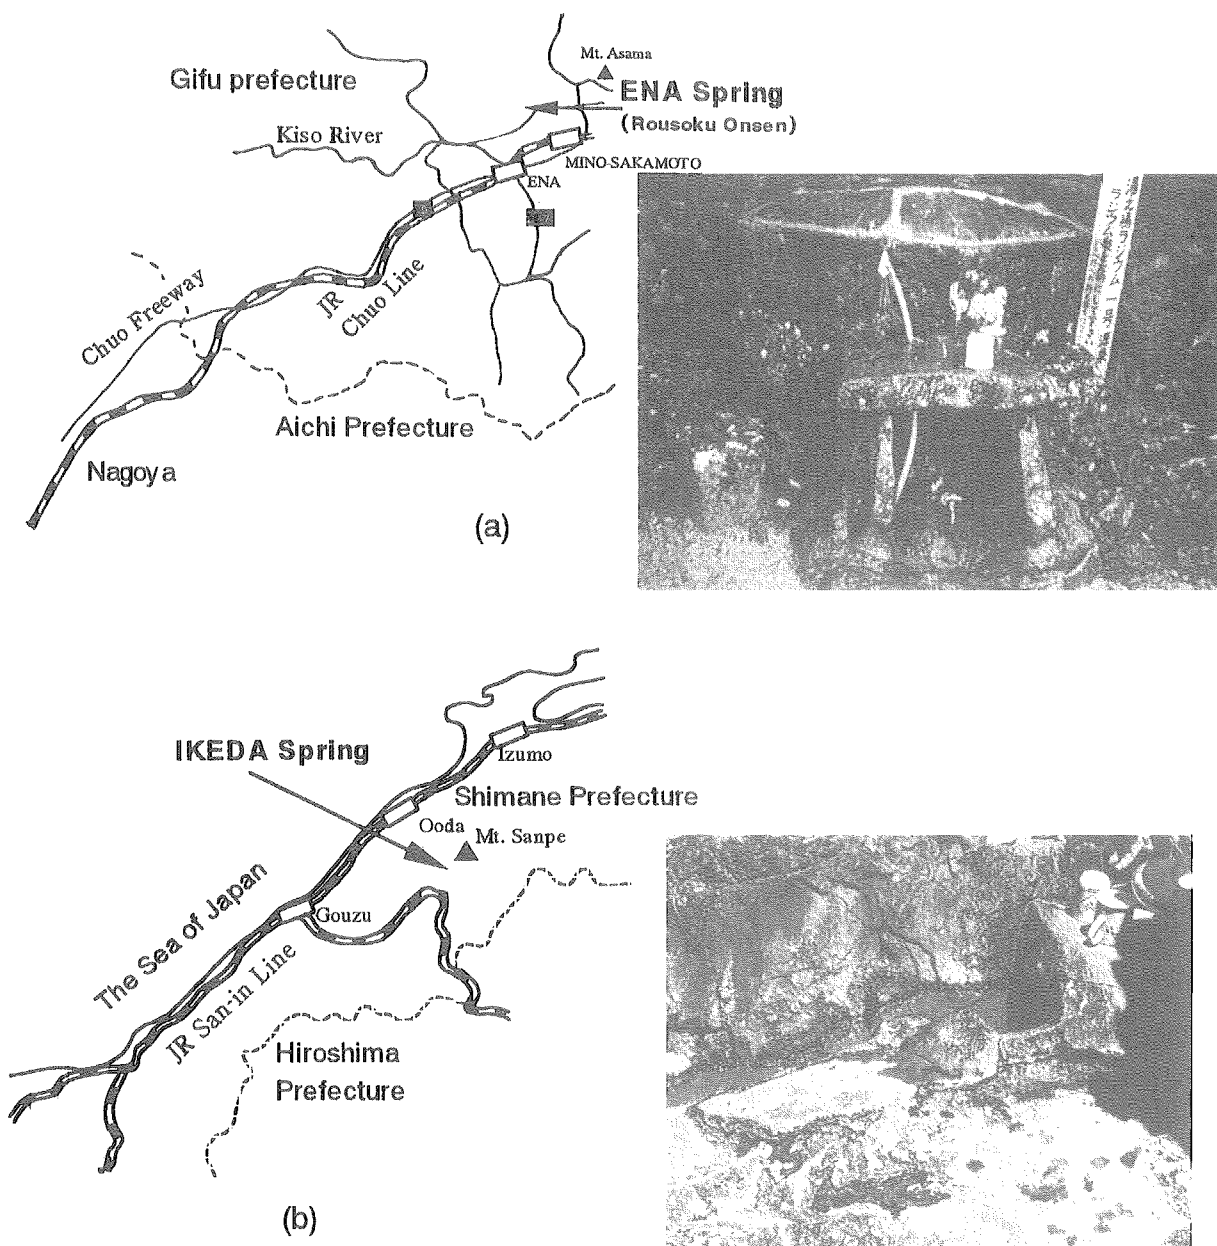 Mt. Asama
Gifu prefecture
ENA Spring
(Rousoku Onsen)
Kiso River
MINO-SAKAMOTO
ENA
Chuo Freeway
JR
Chuo Line
Aichi Prefecture
Nagoya
(a)
IKEDA Spring
Izumo
Shimane Prefecture
Ooda
Mt. Sanpe
The Sea of Japan
Gouzu
JR San-in Line
Hiroshima
Prefecture
(b)